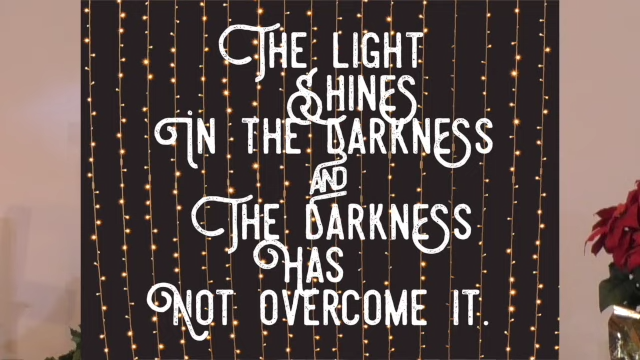 The light
Shines
In the darkness
and
The darkness
Has
Not overcome it.